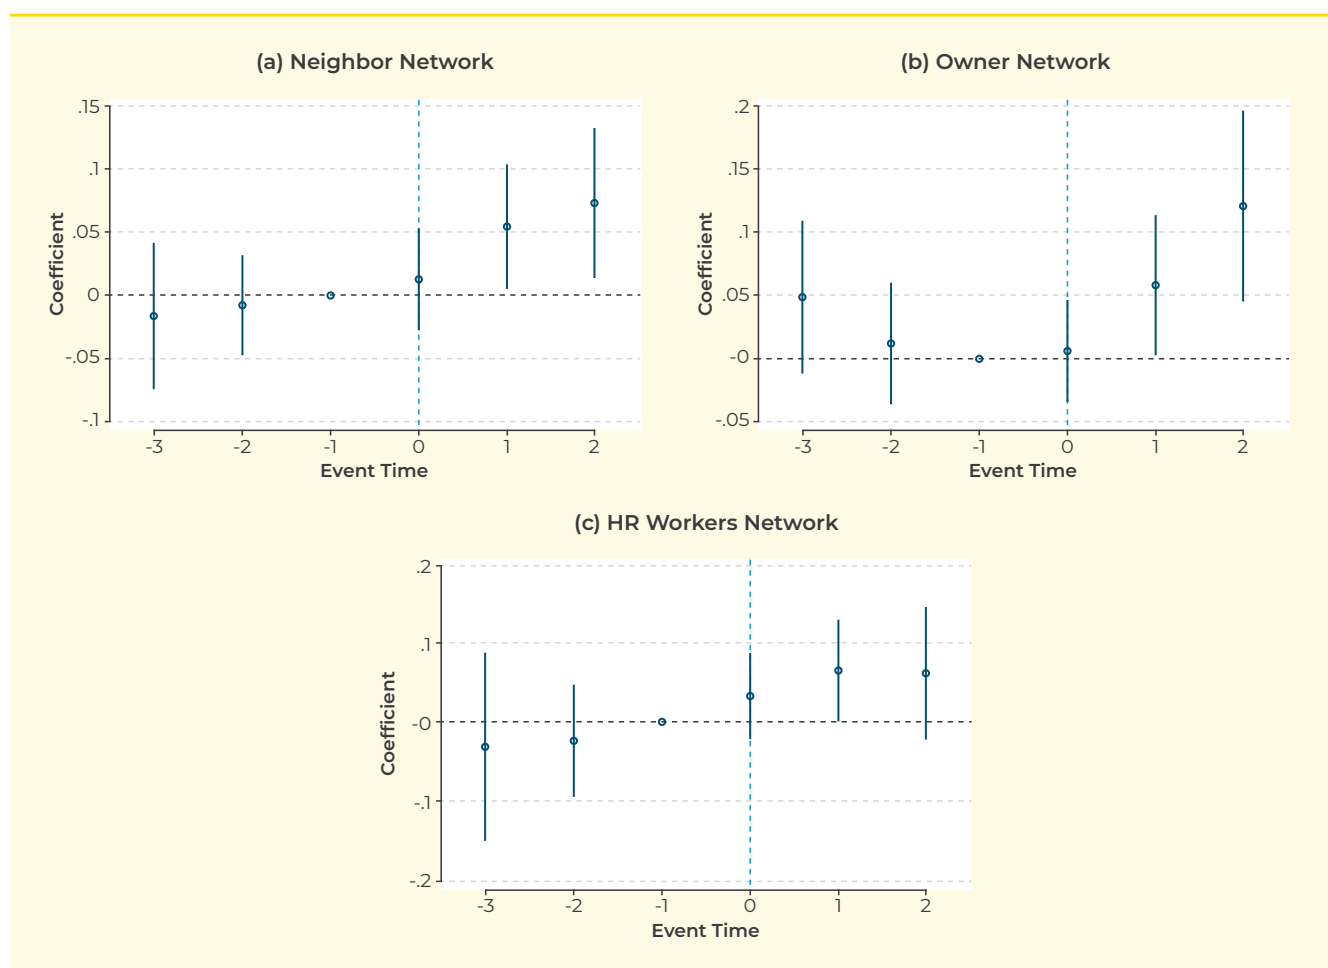 (a) Neighbor Network
.15
.1
.05
0
-.05
-.1
Coefficient
-3 -2 -1 0 1 2
Event Time
(b) Owner Network
.2
.15
.1
.05
-0
-.05
Coefficient
-3 -2 -1 0 1 2
Event Time
(c) HR Workers Network
.2
.1
-0
-.1
-.2
Coefficient
-3 -2 -1 0 1 2
Event Time